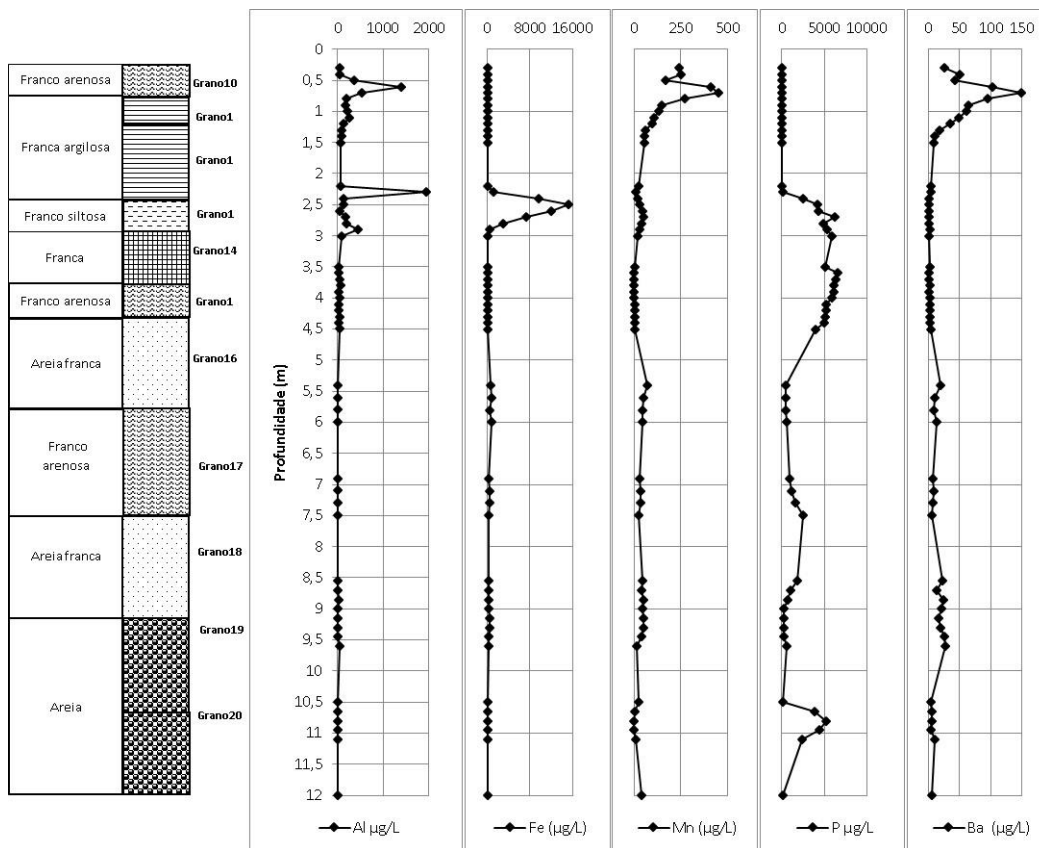 0 1000 2000
0 8000 16000
0 250 500
0 5000 10000
0 50 100 150
Franco arenosa
Grano10
Grano1
Franca argilosa
Grano1
Franco siltosa
Grano1
Franca
Grano14
Franco arenosa
Grano1
Areia franca
Grano16
Franco
arenosa
Grano17
Areia franca
Grano18
Grano19
Areia
Grano20
Profundidade (m)
0
0,5
1
1,5
2
2,5
3
3,5
4
4,5
5
5,5
6
6,5
7
7,5
8
8,5
9
9,5
10
10,5
11
11,5
12
Al µg/L
Fe (µg/L)
Mn (µg/L)
P µg/L
Ba (µg/L)